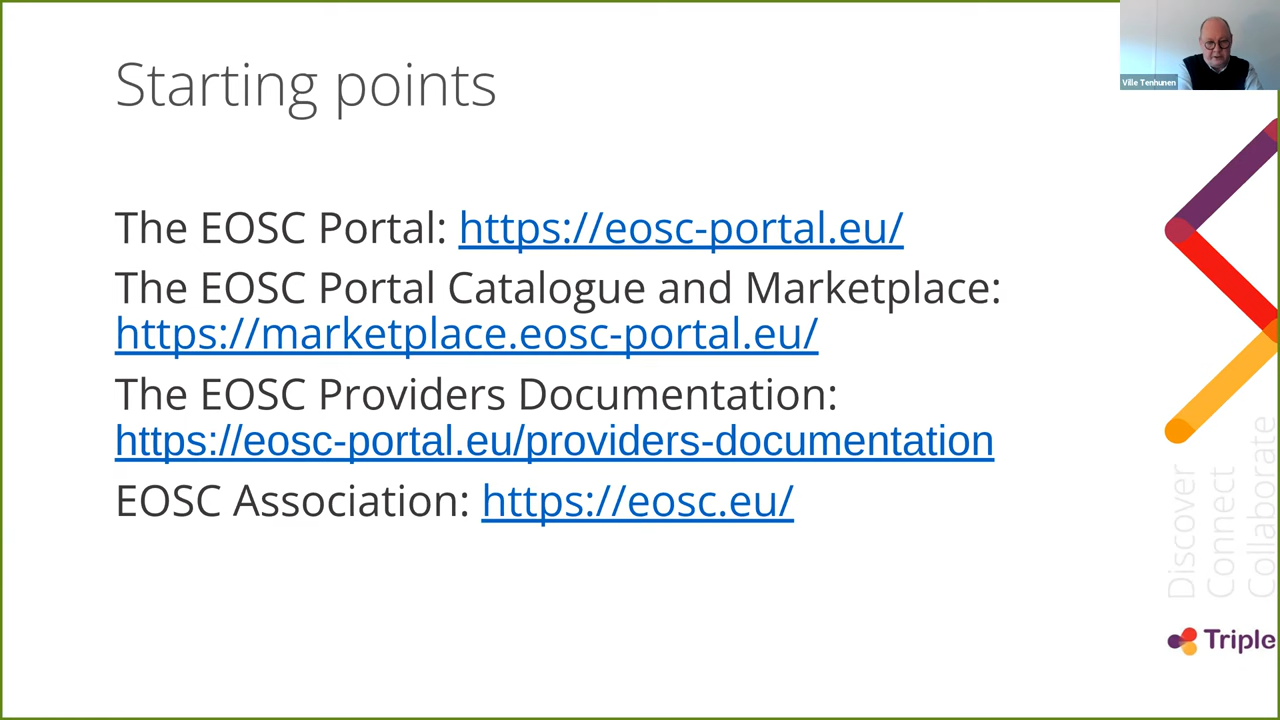 Starting points
Ville Tenhunen
The EOSC Portal: https://eosc-portal.eu/
The EOSC Portal Catalogue and Marketplace:
https://marketplace.eosc-portal.eu/
The EOSC Providers Documentation:
https://eosc-portal.eu/providers-documentation
EOSC Association: https://eosc.eu/
Discover
Connect
Collaborate
Triple